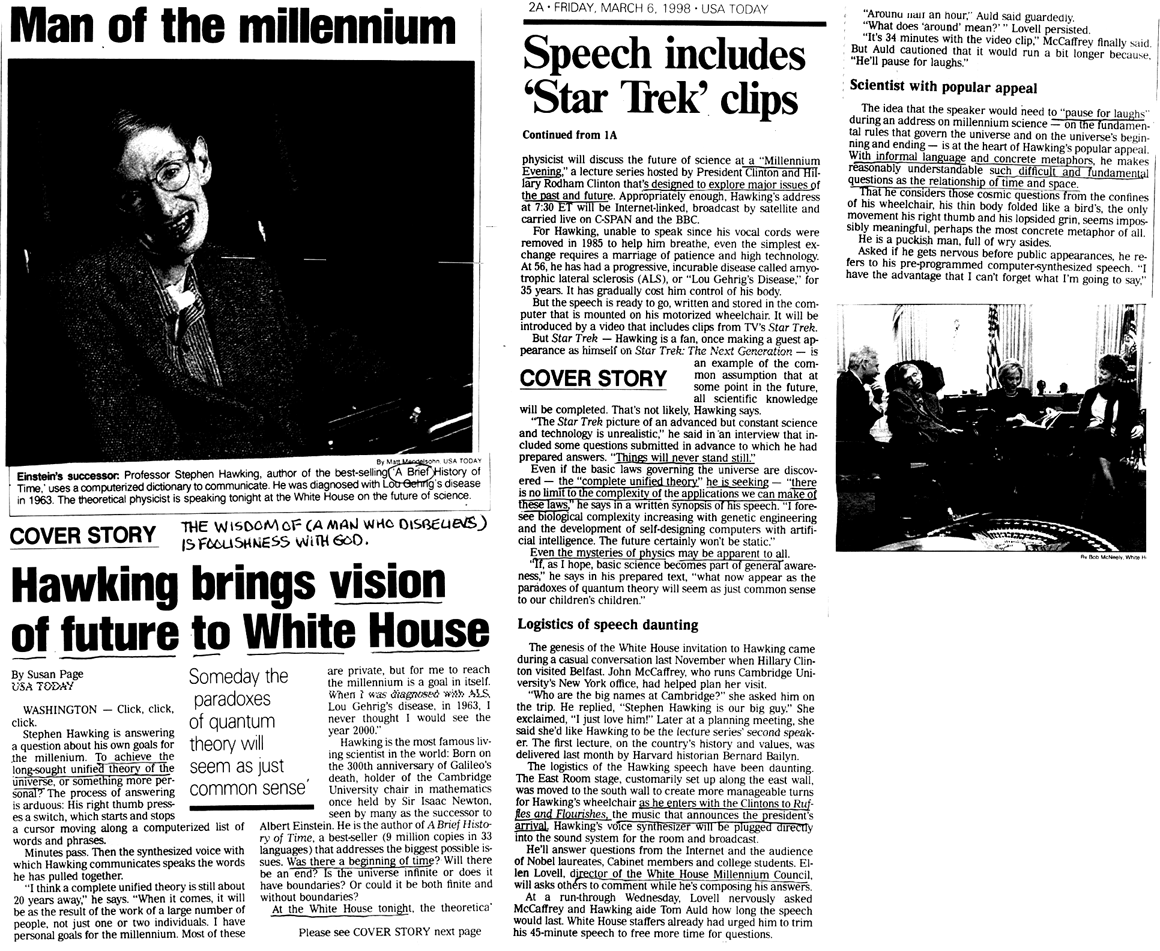 Man of the millennium
By Matt Mendelsohn, USA TODAY
Einstein's successor: Professor Stephen Hawking, author of the best-selling 'A Brief History of
Time,' uses a computerized dictionary to communicate. He was diagnosed with Lou Gehrig's disease
in 1963. The theoretical physicist is speaking tonight at the White House on the future of science.
COVER STORY
THE WISDOM OF (A MAN WHO DISBELIEVES)
IS FOOLISHNESS WITH GOD.
Hawking brings vision
of future to White House
By Susan Page
USA TODAY
WASHINGTON — Click, click,
click.
Stephen Hawking is answering
a question about his own goals for
the millenium. To achieve the
long-sought unified theory of the
universe, or something more per-
sonal? The process of answering
is arduous: His right thumb press-
es a switch, which starts and stops
a cursor moving along a computerized list of
words and phrases.
Minutes pass. Then the synthesized voice with
which Hawking communicates speaks the words
he has pulled together.
"I think a complete unified theory is still about
20 years away," he says. "When it comes, it will
be as the result of the work of a large number of
people, not just one or two individuals. I have
personal goals for the millennium. Most of these
Someday the
paradoxes
of quantum
theory will
seem as just
common sense'
are private, but for me to reach
the millennium is a goal in itself.
When I was diagnosed with ALS,
Lou Gehrig's disease, in 1963, I
never thought I would see the
year 2000."
Hawking is the most famous liv-
ing scientist in the world: Born on
the 300th anniversary of Galileo's
death, holder of the Cambridge
University chair in mathematics
once held by Sir Isaac Newton,
seen by many as the successor to
Albert Einstein. He is the author of A Brief Histo-
ry of Time, a best-seller (9 million copies in 33
languages) that addresses the biggest possible is-
sues. Was there a beginning of time? Will there
be an end? Is the universe infinite or does it
have boundaries? Or could it be both finite and
without boundaries?
At the White House tonight, the theoretica'
Please see COVER STORY next page
2A · FRIDAY, MARCH 6, 1998 · USA TODAY
Speech includes
'Star Trek' clips
Continued from 1A
physicist will discuss the future of science at a "Millennium
Evening," a lecture series hosted by President Clinton and Hil-
lary Rodham Clinton that's designed to explore major issues of
the past and future. Appropriately enough, Hawking's address
at 7:30 ET will be Internet-linked, broadcast by satellite and
carried live on C-SPAN and the BBC.
For Hawking, unable to speak since his vocal cords were
removed in 1985 to help him breathe, even the simplest ex-
change requires a marriage of patience and high technology.
At 56, he has had a progressive, incurable disease called amyo-
trophic lateral sclerosis (ALS), or "Lou Gehrig's Disease," for
35 years. It has gradually cost him control of his body.
But the speech is ready to go, written and stored in the com-
puter that is mounted on his motorized wheelchair. It will be
introduced by a video that includes clips from TV's Star Trek.
But Star Trek — Hawking is a fan, once making a guest ap-
pearance as himself on Star Trek: The Next Generation — is
an example of the com-
mon assumption that at
some point in the future,
all scientific knowledge
COVER STORY
will be completed. That's not likely, Hawking says.
"The Star Trek picture of an advanced but constant science
and technology is unrealistic," he said in an interview that in-
cluded some questions submitted in advance to which he had
prepared answers. "Things will never stand still."
Even if the basic laws governing the universe are discov-
ered — the "complete unified theory" he is seeking — "there
is no limit to the complexity of the applications we can make of
these laws," he says in a written synopsis of his speech. "I fore-
see biological complexity increasing with genetic engineering
and the development of self-designing computers with artifi-
cial intelligence. The future certainly won't be static."
Even the mysteries of physics may be apparent to all.
"If, as I hope, basic science becomes part of general aware-
ness," he says in his prepared text, "what now appear as the
paradoxes of quantum theory will seem as just common sense
to our children's children."
Logistics of speech daunting
The genesis of the White House invitation to Hawking came
during a casual conversation last November when Hillary Clin-
ton visited Belfast. John McCaffrey, who runs Cambridge Uni-
versity's New York office, had helped plan her visit.
"Who are the big names at Cambridge?" she asked him on
the trip. He replied, "Stephen Hawking is our big guy." She
exclaimed, "I just love him!" Later at a planning meeting, she
said she'd like Hawking to be the lecture series' second speak-
er. The first lecture, on the country's history and values, was
delivered last month by Harvard historian Bernard Bailyn.
The logistics of the Hawking speech have been daunting.
The East Room stage, customarily set up along the east wall,
was moved to the south wall to create more manageable turns
for Hawking's wheelchair as he enters with the Clintons to Ruf-
fles and Flourishes, the music that announces the president's
arrival. Hawking's voice synthesizer will be plugged directly
into the sound system for the room and broadcast.
He'll answer questions from the Internet and the audience
of Nobel laureates, Cabinet members and college students. El-
len Lovell, director of the White House Millennium Council,
will ask others to comment while he's composing his answers.
At a run-through Wednesday, Lovell nervously asked
McCaffrey and Hawking aide Tom Auld how long the speech
would last. White House staffers already had urged him to trim
his 45-minute speech to free more time for questions.
"Around half an hour," Auld said guardedly.
"What does 'around' mean?' " Lovell persisted.
"It's 34 minutes with the video clip," McCaffrey finally said.
But Auld cautioned that it would run a bit longer because,
"He'll pause for laughs."
Scientist with popular appeal
The idea that the speaker would need to "pause for laughs"
during an address on millennium science — on the fundamen-
tal rules that govern the universe and on the universe's begin-
ning and ending — is at the heart of Hawking's popular appeal.
With informal language and concrete metaphors, he makes
reasonably understandable such difficult and fundamental
questions as the relationship of time and space.
That he considers those cosmic questions from the confines
of his wheelchair, his thin body folded like a bird's, the only
movement his right thumb and his lopsided grin, seems impos-
sibly meaningful, perhaps the most concrete metaphor of all.
He is a puckish man, full of wry asides.
Asked if he gets nervous before public appearances, he re-
fers to his pre-programmed computer-synthesized speech. "I
have the advantage that I can't forget what I'm going to say,"
By Bob McNeely, White H